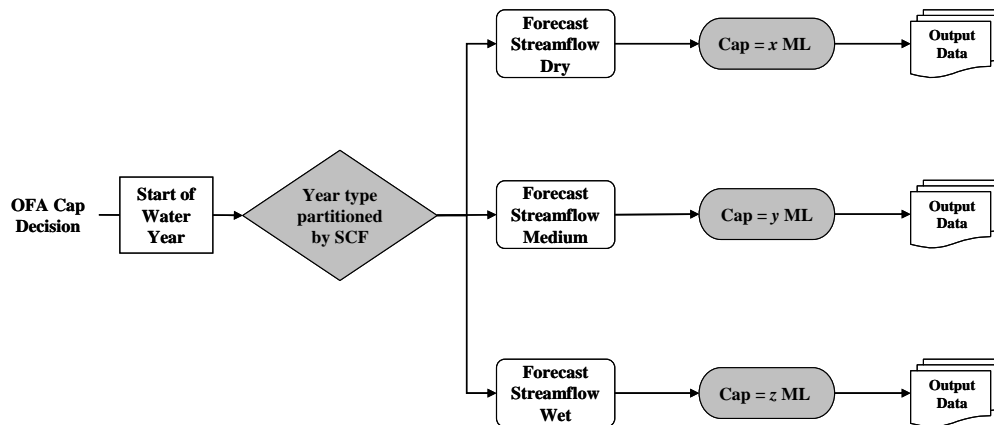 OFA Cap
Decision
Start of
Water
Year
Year type
partitioned
by SCF
Forecast
Streamflow
Dry
Cap = x ML
Output
Data
Forecast
Streamflow
Medium
Cap = y ML
Output
Data
Forecast
Streamflow
Wet
Cap = z ML
Output
Data